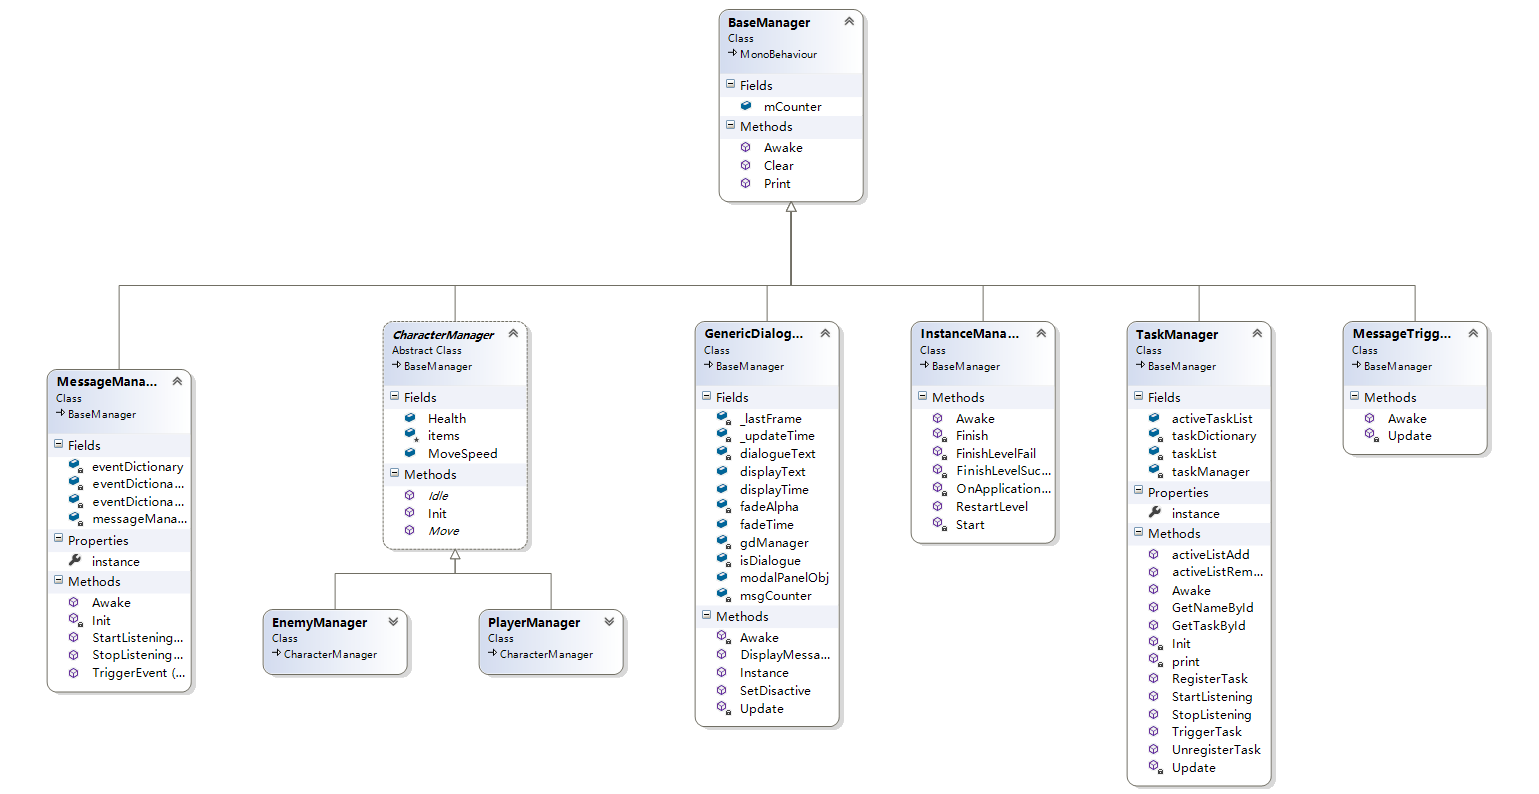 BaseManager
Class
MonoBehaviour
Fields
mCounter
Methods
Awake
Clear
Print
MessageMana...
Class
BaseManager
Fields
eventDictionary
eventDictiona...
eventDictiona...
messageMana...
Properties
instance
Methods
Awake
Init
StartListening...
StopListening...
TriggerEvent (...
CharacterManager
Abstract Class
BaseManager
Fields
Health
items
MoveSpeed
Methods
Idle
Init
Move
EnemyManager
Class
CharacterManager
PlayerManager
Class
CharacterManager
GenericDialog...
Class
BaseManager
Fields
_lastFrame
_updateTime
dialogueText
displayText
displayTime
fadeAlpha
fadeTime
gdManager
isDialogue
modalPanelObj
msgCounter
Methods
Awake
DisplayMessa...
Instance
SetDisactive
Update
InstanceMana...
Class
BaseManager
Methods
Awake
Finish
FinishLevelFail
FinishLevelSuc...
OnApplication...
RestartLevel
Start
TaskManager
Class
BaseManager
Fields
activeTaskList
taskDictionary
taskList
taskManager
Properties
instance
Methods
activeListAdd
activeListRem...
Awake
GetNameById
GetTaskById
Init
print
RegisterTask
StartListening
StopListening
TriggerTask
UnregisterTask
Update
MessageTrigg...
Class
BaseManager
Methods
Awake
Update